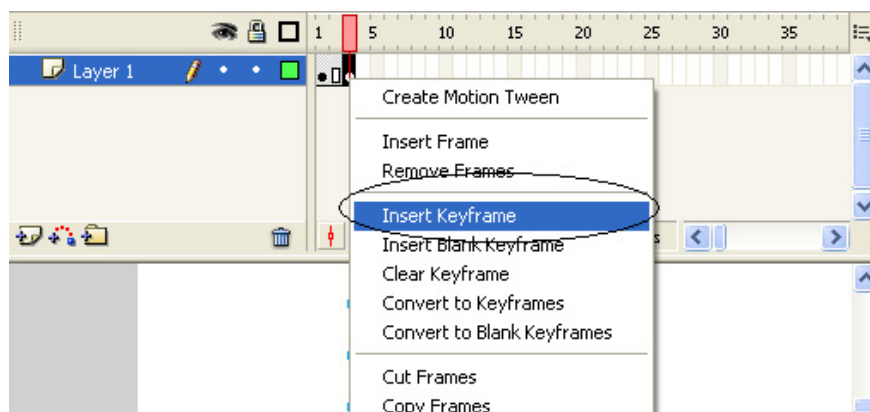 1 5 10 15 20 25 30 35
Layer 1
Create Motion Tween
Insert Frame
Remove Frames
Insert Keyframe
Insert Blank Keyframe
s
Clear Keyframe
Convert to Keyframes
Convert to Blank Keyframes
Cut Frames
Copy Frames